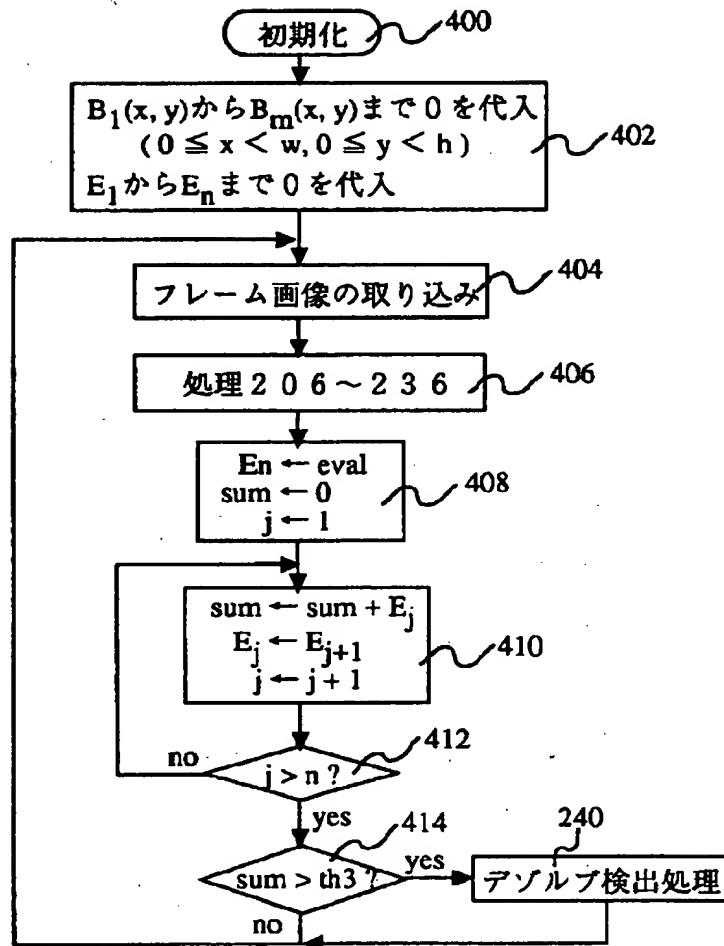 初期化
400
B1(x, y)からBm(x, y)まで0を代入
(0 ≦ x < w, 0 ≦ y < h)
E1からEnまで0を代入
402
フレーム画像の取り込み
404
処理206～236
406
En ← eval
sum ← 0
j ← 1
408
sum ← sum + Ej
Ej ← Ej+1
j ← j + 1
410
no
j > n ?
412
yes
sum > th3 ?
414
yes
no
240
デゾルブ検出処理